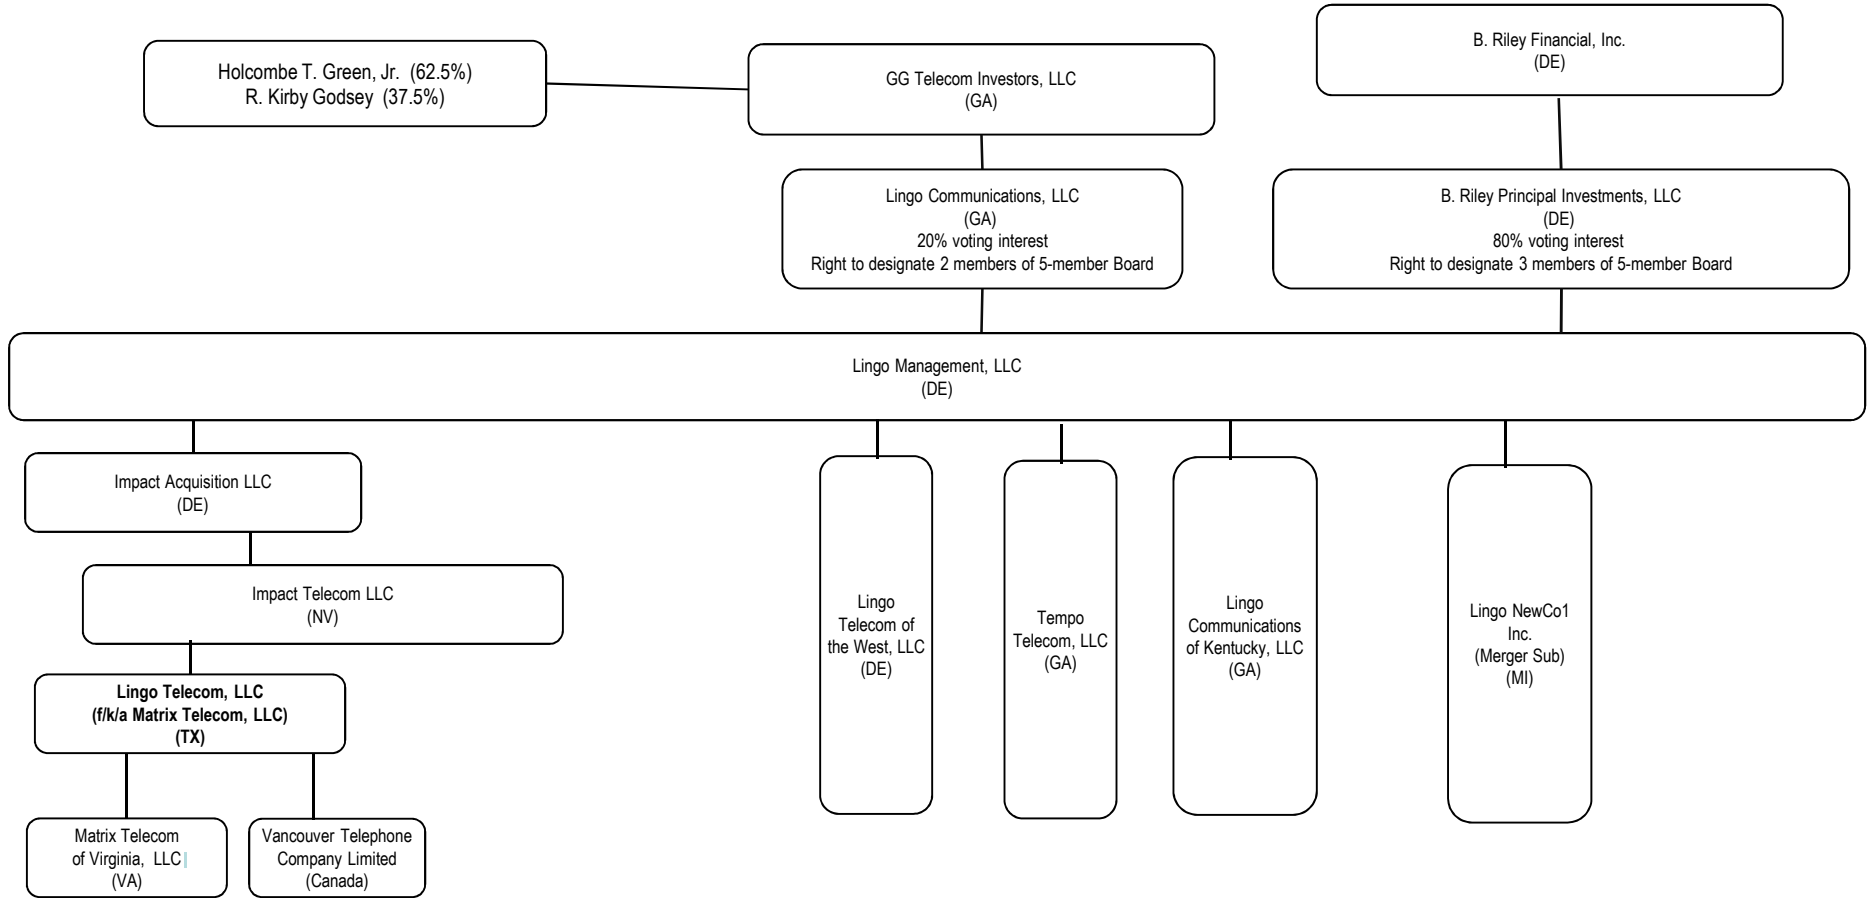 Holcombe T. Green, Jr. (62.5%)
R. Kirby Godsey (37.5%)
GG Telecom Investors, LLC
(GA)
B. Riley Financial, Inc.
(DE)
Lingo Communications, LLC
(GA)
20% voting interest
Right to designate 2 members of 5-member Board
B. Riley Principal Investments, LLC
(DE)
80% voting interest
Right to designate 3 members of 5-member Board
Lingo Management, LLC
(DE)
Impact Acquisition LLC
(DE)
Impact Telecom LLC
(NV)
Lingo Telecom, LLC
(f/k/a Matrix Telecom, LLC)
(TX)
Matrix Telecom
of Virginia, LLC
(VA)
Vancouver Telephone
Company Limited
(Canada)
Lingo
Telecom of
the West, LLC
(DE)
Tempo
Telecom, LLC
(GA)
Lingo
Communications
of Kentucky, LLC
(GA)
Lingo NewCo1
Inc.
(Merger Sub)
(MI)